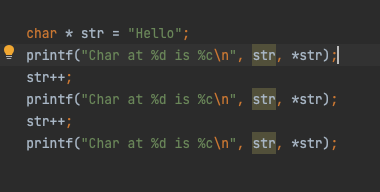 char * str = "Hello";
printf("Char at %d is %c\n", str, *str);
str++;
printf("Char at %d is %c\n", str, *str);
str++;
printf("Char at %d is %c\n", str, *str);